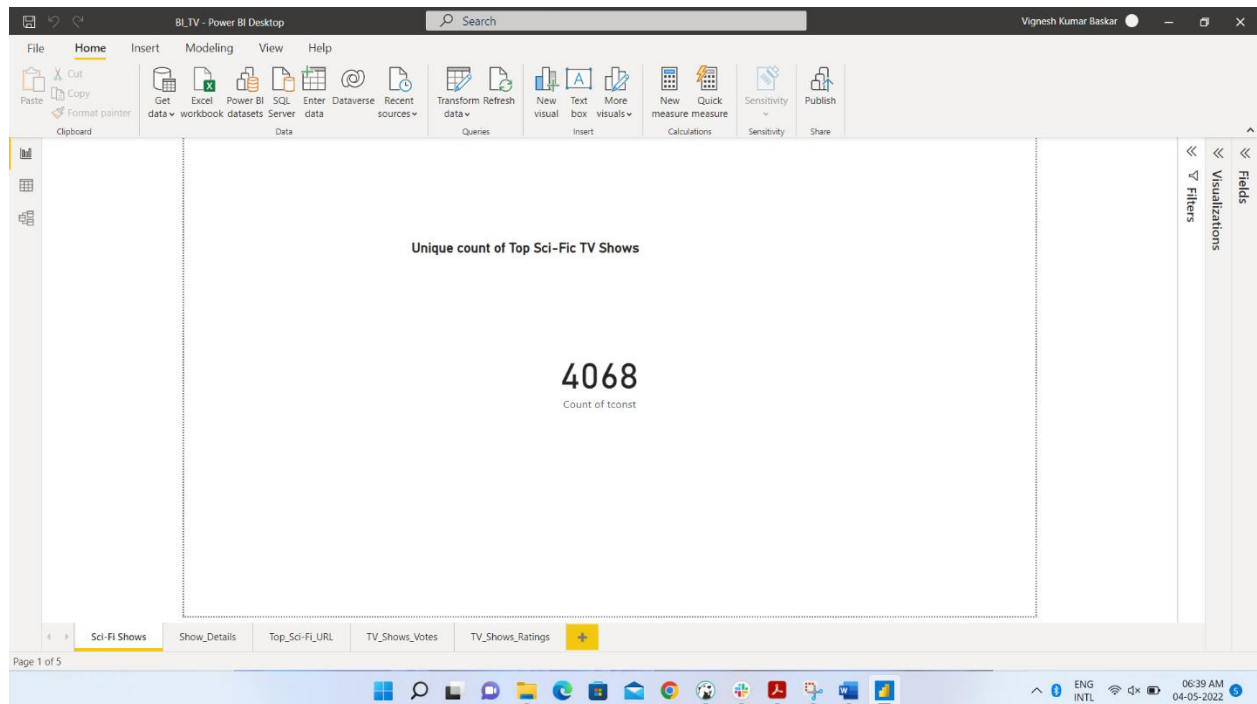 BI_TV - Power BI Desktop
Search
Vignesh Kumar Baskar
File Home Insert Modeling View Help
Paste
Cut
Copy
Format painter
Clipboard
Get data
Excel workbook
Power BI datasets
SQL Server
Enter data
Dataverse
Recent sources
Data
Transform data
Refresh
Queries
New visual
Text box
More visuals
Insert
New measure
Quick measure
Calculations
Sensitivity
Sensitivity
Publish
Share
Filters
Visualizations
Fields
Unique count of Top Sci-Fic TV Shows
4068
Count of tconst
Sci-Fi Shows Show_Details Top_Sci-Fi_URL TV_Shows_Votes TV_Shows_Ratings
Page 1 of 5
ENG
INTL
06:39 AM
04-05-2022
5